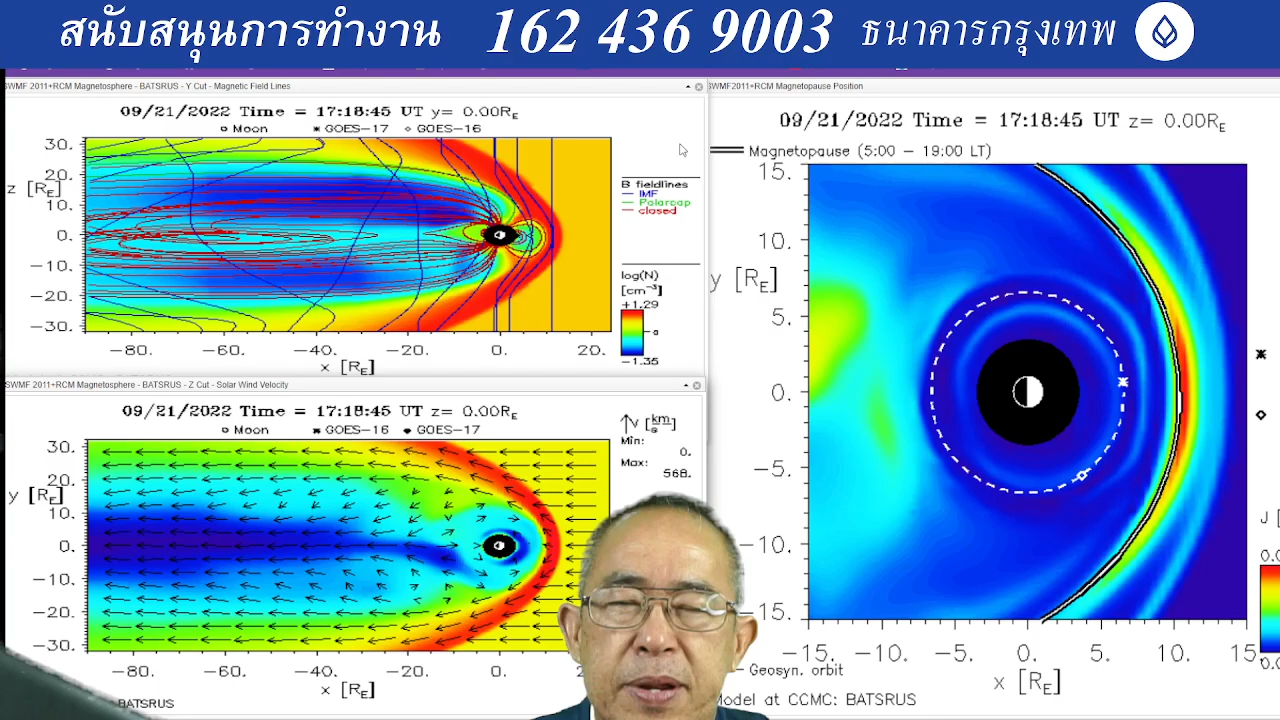 สนับสนุนการทำงาน 162 436 9003 ธนาคารกรุงเทพ
SWMF 2011+RCM Magnetosphere - BATSRUS - Y Cut - Magnetic Field Lines
09/21/2022 Time = 17:18:45 UT y= 0.00RE
Moon GOES-17 GOES-16
30.
20.
z [RE]
10.
0.
-10.
-20.
-30.
-80. -60. -40. -20. 0. 20.
x [RE]
B fieldlines
IMF
Polarcap
closed
log(N)
[cm-3]
+1.29
-1.35
SWMF 2011+RCM Magnetosphere - BATSRUS - Z Cut - Solar Wind Velocity
09/21/2022 Time = 17:18:45 UT z= 0.00RE
Moon GOES-16 GOES-17
30.
20.
y [RE]
10.
0.
-10.
-20.
-30.
-80. -60. -40. -20. 0.
x [RE]
BATSRUS
V [km/s]
Min:
0.
Max:
568.
SWMF 2011+RCM Magnetopause Position
09/21/2022 Time = 17:18:45 UT z= 0.00RE
Magnetopause (5:00 - 19:00 LT)
15.
10.
y [RE]
5.
0.
-5.
-10.
-15.
-15. -10. -5. 0. 5. 10. 15.
x [RE]
Geosyn. orbit
Model at CCMC: BATSRUS
J [
0.0
0.0